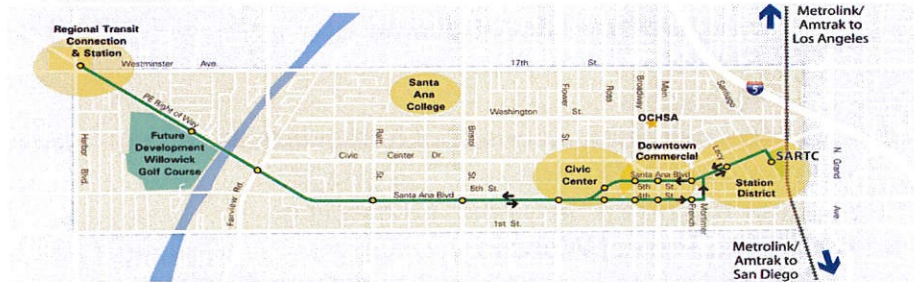 Metrolink/
Amtrak to
Los Angeles
Regional Transit
Connection
& Station
Westminster Ave.
17th St.
5
Santa
Ana
College
Washington St.
Flower
St.
Ross
Broadway
Main
Santiago
OCHSA
PE Right of Way
Future
Development
Willowick
Golf Course
Harbor Blvd.
Fairview Rd.
Raitt
St.
Bristol
St.
Civic Center Dr.
Civic
Center
Downtown
Commercial
Lacy
SARTC
Station
District
N. Grand
Ave
Santa Ana Blvd
Santa Ana Blvd
5th St.
5th St.
4th St.
French
Mortimer
1st St.
Metrolink/
Amtrak to
San Diego